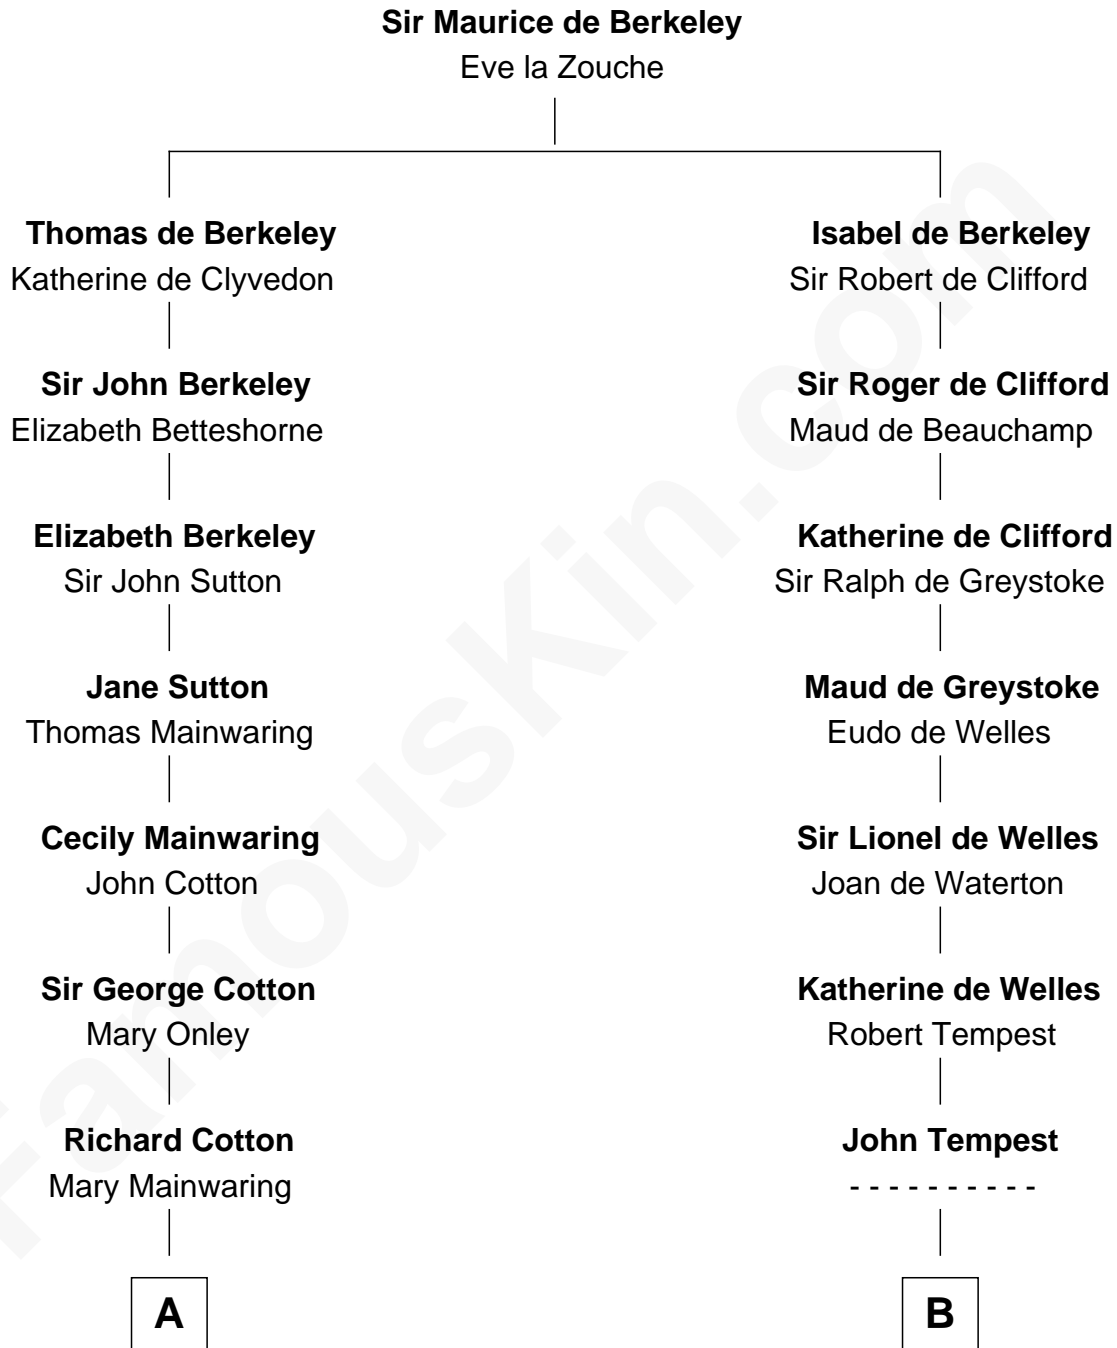 Sir Maurice de Berkeley
Eve la Zouche
Thomas de Berkeley
Katherine de Clyvedon
Isabel de Berkeley
Sir Robert de Clifford
Sir John Berkeley
Elizabeth Betteshorne
Sir Roger de Clifford
Maud de Beauchamp
Elizabeth Berkeley
Sir John Sutton
Katherine de Clifford
Sir Ralph de Greystoke
Jane Sutton
Thomas Mainwaring
Maud de Greystoke
Eudo de Welles
Cecily Mainwaring
John Cotton
Sir Lionel de Welles
Joan de Waterton
Sir George Cotton
Mary Onley
Katherine de Welles
Robert Tempest
Richard Cotton
Mary Mainwaring
John Tempest
- - - - - - - - - -
A
B
FamousKin.com